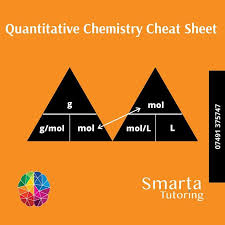 Quantitative Chemistry Cheat Sheet
g
mol
g/mol
mol
mol/L
L
07491 375747
Smarta
Tutoring